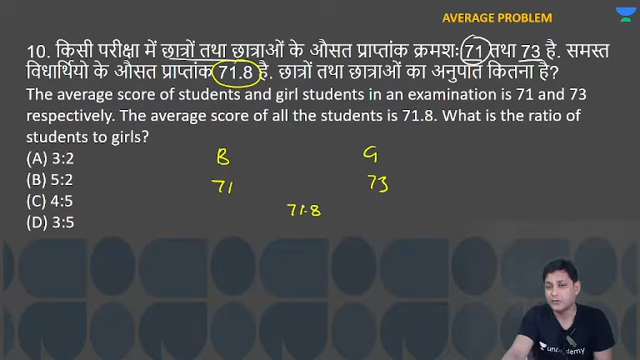 AVERAGE PROBLEM
10. किसी परीक्षा में छात्रों तथा छात्राओं के औसत प्राप्तांक क्रमशः 71 तथा 73 है. समस्त
विधार्थियो के औसत प्राप्तांक 71.8 है. छात्रों तथा छात्राओं का अनुपात कितना है?
The average score of students and girl students in an examination is 71 and 73
respectively. The average score of all the students is 71.8. What is the ratio of
students to girls?
(A) 3:2
(B) 5:2
(C) 4:5
(D) 3:5
B G
71 73
71.8
unacademy